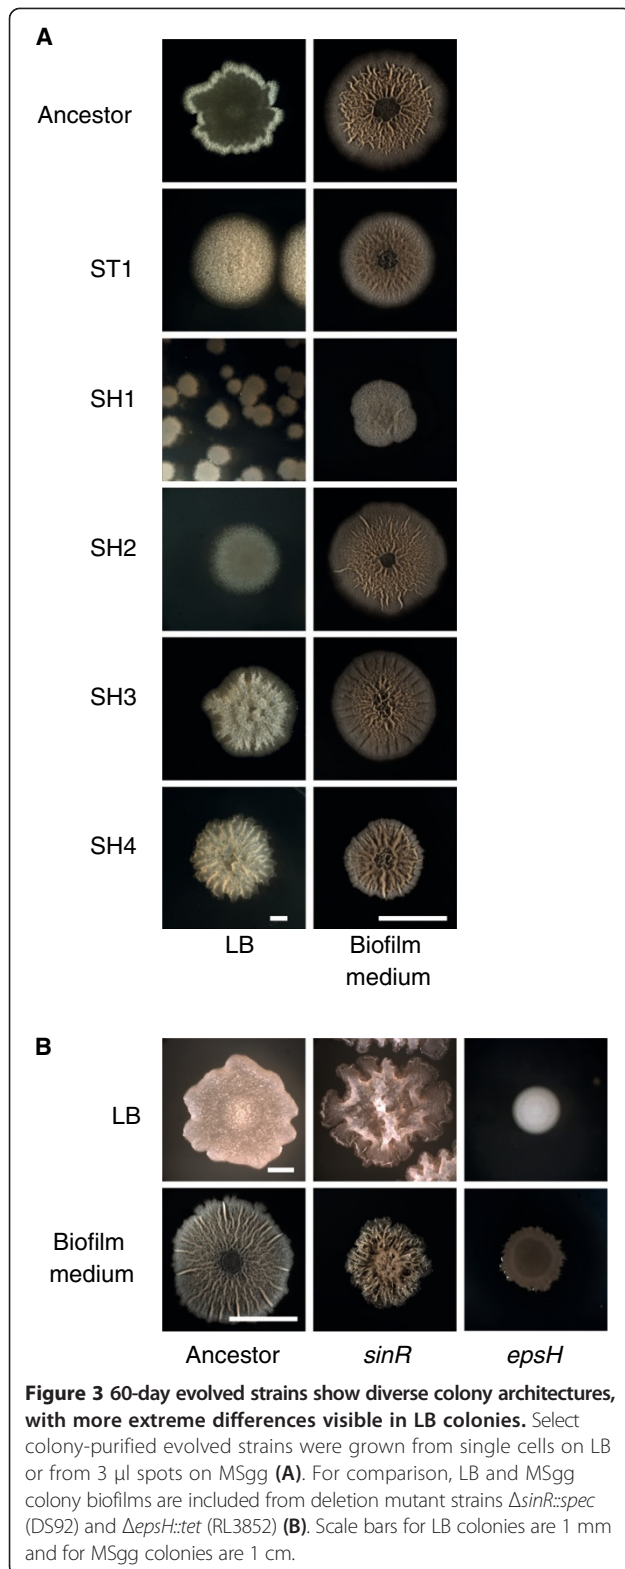 A
Ancestor
ST1
SH1
SH2
SH3
SH4
LB Biofilm
medium
B
LB
Biofilm
medium
Ancestor sinR epsH
Figure 3 60-day evolved strains show diverse colony architectures,
with more extreme differences visible in LB colonies. Select
colony-purified evolved strains were grown from single cells on LB
or from 3 μl spots on MSgg (A). For comparison, LB and MSgg
colony biofilms are included from deletion mutant strains ΔsinR::spec
(DS92) and ΔepsH::tet (RL3852) (B). Scale bars for LB colonies are 1 mm
and for MSgg colonies are 1 cm.